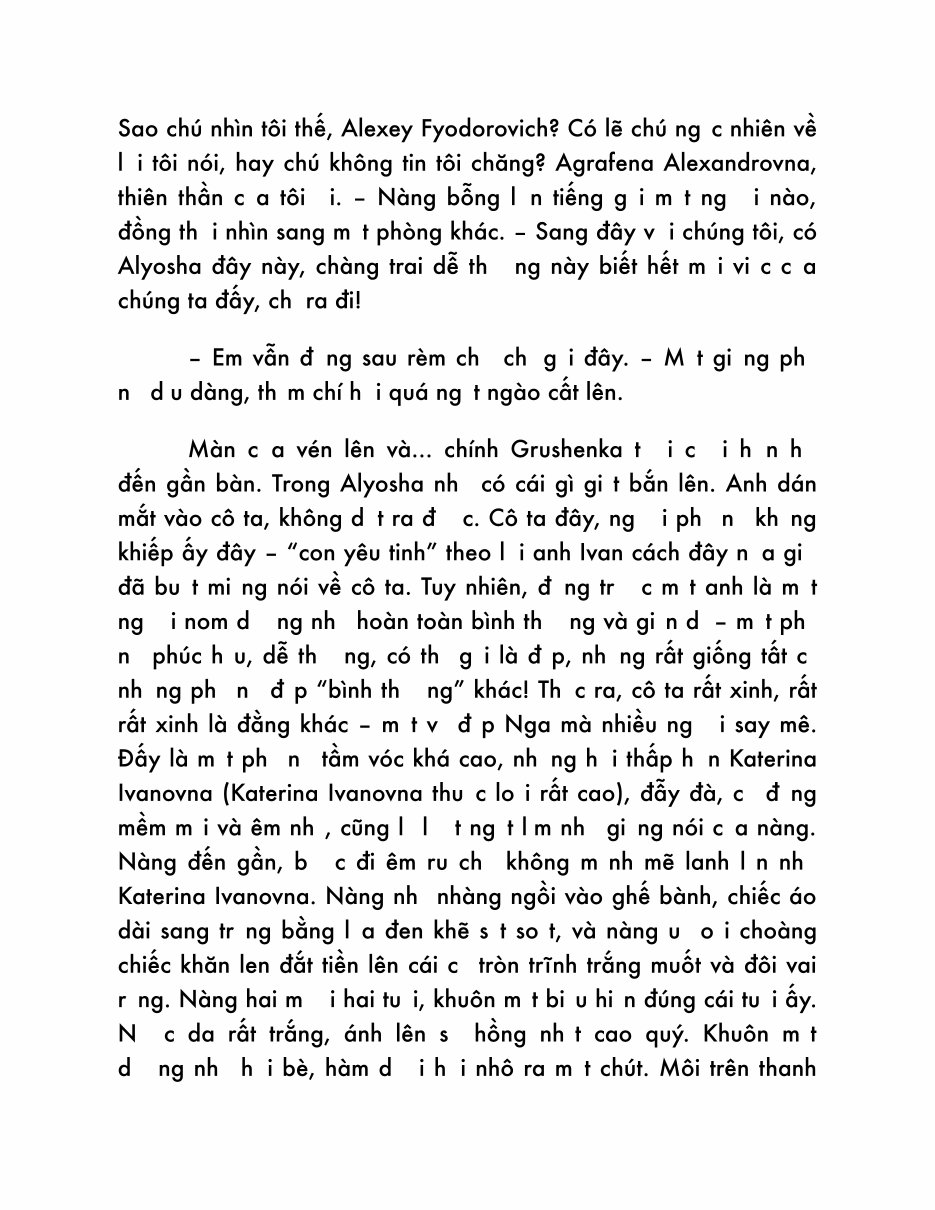 Sao chú nhìn tôi thế, Alexey Fyodorovich? Có lẽ chú ng c nhiên về
l i tôi nói, hay chú không tin tôi chăng? Agrafena Alexandrovna,
thiên thần c a tôi i. – Nàng bỗng l n tiếng g i m t ng i nào,
đồng th i nhìn sang m t phòng khác. – Sang đây v i chúng tôi, có
Alyosha đây này, chàng trai dễ th ng này biết hết m i vi c c a
chúng ta đấy, ch ra đi!
– Em vẫn đ ng sau rèm ch ch g i đây. – M t gi ng ph
n d u dàng, th m chí h i quá ng t ngào cất lên.
Màn c a vén lên và... chính Grushenka t i c i h n h
đến gần bàn. Trong Alyosha nh có cái gì gi t bắn lên. Anh dán
mắt vào cô ta, không d t ra đ c. Cô ta đây, ng i ph n kh ng
khiếp ấy đây – “con yêu tinh” theo l i anh Ivan cách đây n a gi
đã bu t mi ng nói về cô ta. Tuy nhiên, đ ng tr c m t anh là m t
ng i nom d ng nh hoàn toàn bình th ng và gi n d – m t ph
n phúc h u, dễ th ng, có th g i là đ p, nh ng rất giống tất c
nh ng ph n đ p “bình th ng” khác! Th c ra, cô ta rất xinh, rất
rất xinh là đằng khác – m t v đ p Nga mà nhiều ng i say mê.
Đấy là m t ph n tầm vóc khá cao, nh ng h i thấp h n Katerina
Ivanovna (Katerina Ivanovna thu c lo i rất cao), đẫy đà, c đ ng
mềm m i và êm nh , cũng l l t ng t l m nh gi ng nói c a nàng.
Nàng đến gần, b c đi êm ru ch không m nh mẽ lanh l n nh
Katerina Ivanovna. Nàng nh nhàng ngồi vào ghế bành, chiếc áo
dài sang tr ng bằng l a đen khẽ s t so t, và nàng u o i choàng
chiếc khăn len đắt tiền lên cái c tròn trĩnh trắng muốt và đôi vai
r ng. Nàng hai m i hai tu i, khuôn m t bi u hi n đúng cái tu i ấy.
N c da rất trắng, ánh lên s hồng nh t cao quý. Khuôn m t
d ng nh h i bè, hàm d i h i nhô ra m t chút. Môi trên thanh